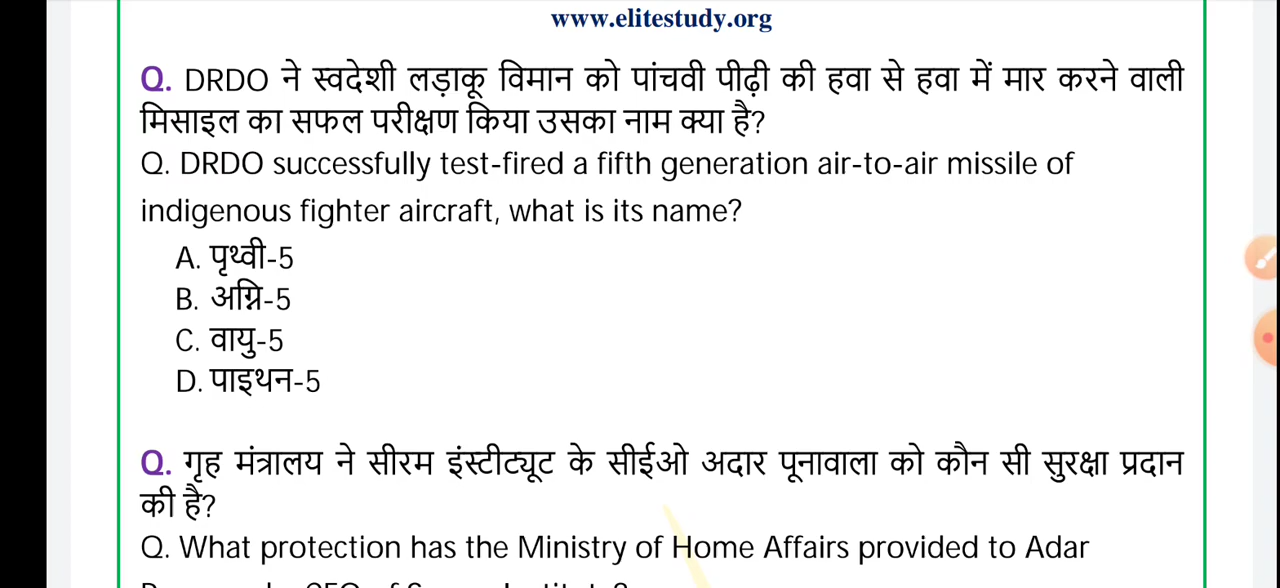 www.elitestudy.org
Q. DRDO ने स्वदेशी लड़ाकू विमान को पांचवी पीढ़ी की हवा से हवा में मार करने वाली
मिसाइल का सफल परीक्षण किया उसका नाम क्या है?
Q. DRDO successfully test-fired a fifth generation air-to-air missile of
indigenous fighter aircraft, what is its name?
A. पृथ्वी-5
B. अग्नि-5
C. वायु-5
D. पाइथन-5
Q. गृह मंत्रालय ने सीरम इंस्टीट्यूट के सीईओ अदार पूनावाला को कौन सी सुरक्षा प्रदान
की है?
Q. What protection has the Ministry of Home Affairs provided to Adar